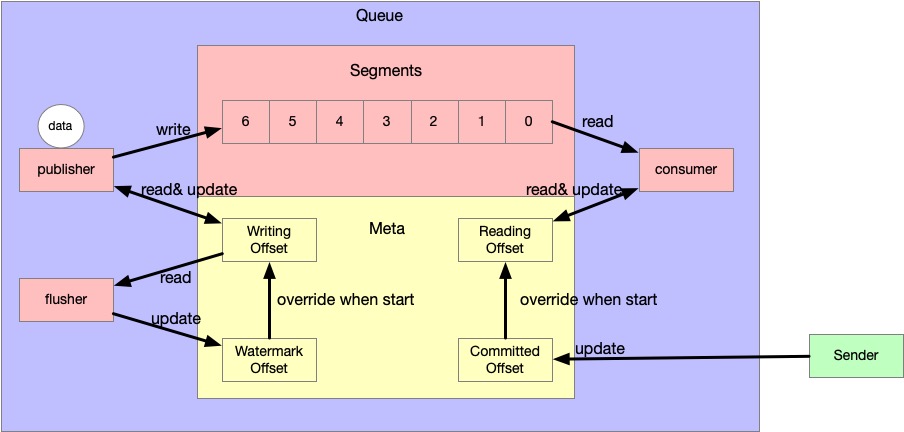 Queue
Segments
6 5 4 3 2 1 0
data
write
read
publisher
consumer
read& update
read& update
Writing
Offset
Meta
Reading
Offset
read
flusher
override when start
override when start
update
Watermark
Offset
Committed
Offset
update
Sender